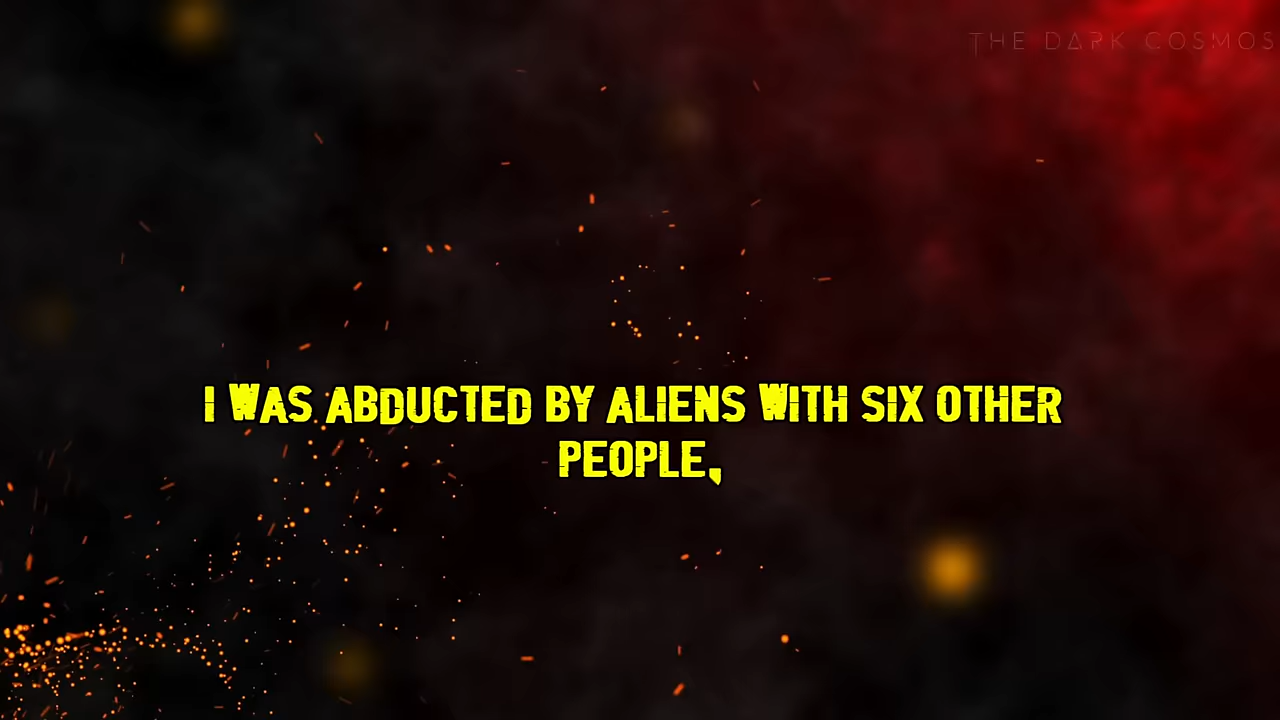 THE DARK COSMOS
I WAS ABDUCTED BY ALIENS WITH SIX OTHER
PEOPLE,